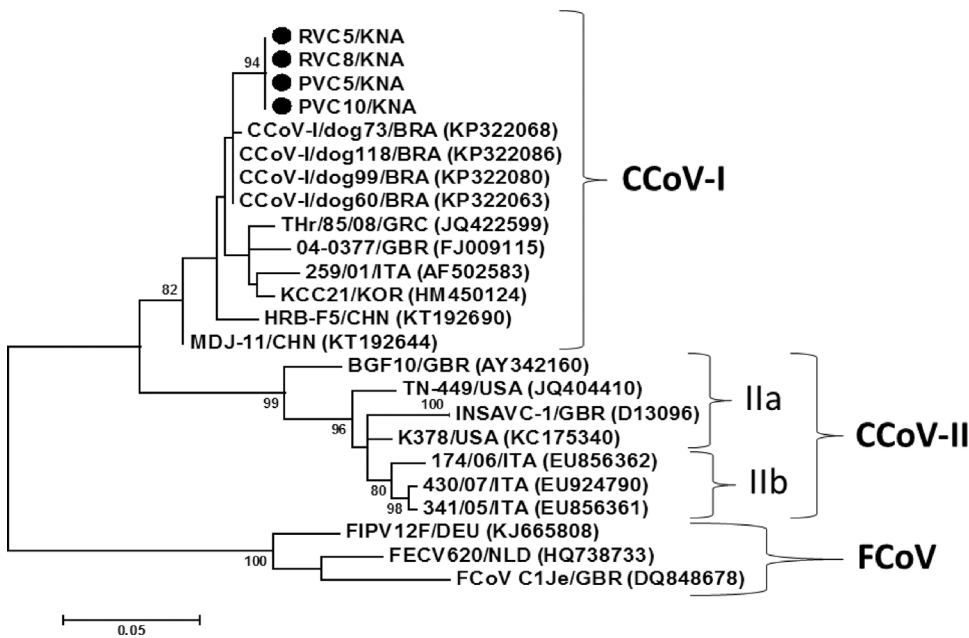 RVC5/KNA
94
RVC8/KNA
PVC5/KNA
PVC10/KNA
CCoV-I/dog73/BRA (KP322068)
CCoV-I/dog118/BRA (KP322086)
CCoV-I/dog99/BRA (KP322080)
CCoV-I
CCoV-I/dog60/BRA (KP322063)
THr/85/08/GRC (JQ422599)
04-0377/GBR (FJ009115)
259/01/ITA (AF502583)
82
KCC21/KOR (HM450124)
HRB-F5/CHN (KT192690)
MDJ-11/CHN (KT192644)
BGF10/GBR (AY342160)
TN-449/USA (JQ404410)
99
IIa
100
INSAVC-1/GBR (D13096)
96
K378/USA (KC175340)
CCoV-II
174/06/ITA (EU856362)
80
430/07/ITA (EU924790)
IIb
98
341/05/ITA (EU856361)
FIPV12F/DEU (KJ665808)
100
FECV620/NLD (HQ738733)
FCoV
FCoV C1Je/GBR (DQ848678)
0.05